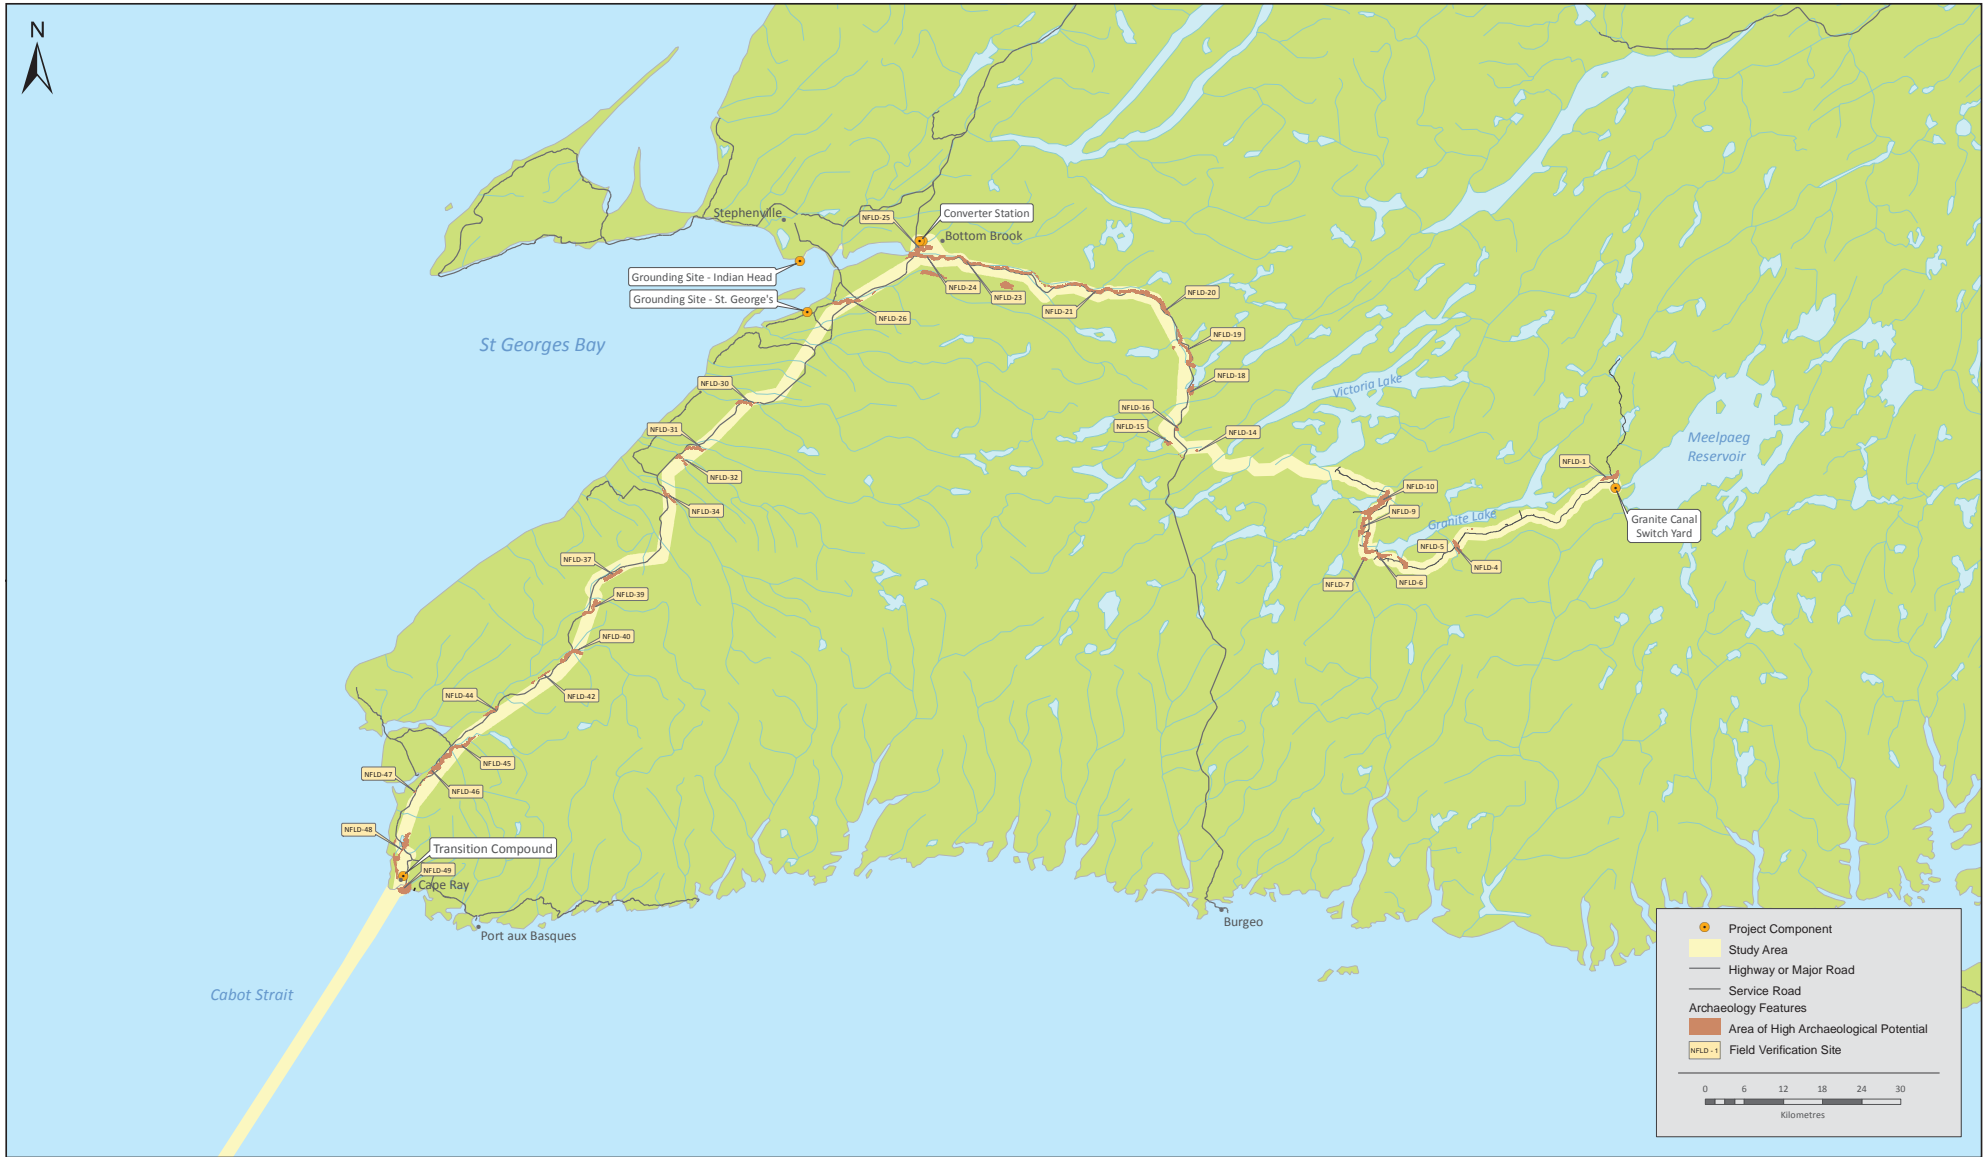 N
Stephenville
NFLD-25
Converter Station
Bottom Brook
Grounding Site - Indian Head
Grounding Site - St. George's
NFLD-24
NFLD-23
NFLD-21
NFLD-20
NFLD-26
NFLD-19
St Georges Bay
NFLD-18
NFLD-30
Victoria Lake
NFLD-16
NFLD-15
NFLD-14
NFLD-31
NFLD-32
Meelpaeg
Reservoir
NFLD-1
NFLD-10
NFLD-34
NFLD-9
Granite Lake
Granite Canal
Switch Yard
NFLD-5
NFLD-4
NFLD-37
NFLD-7
NFLD-6
NFLD-39
NFLD-40
NFLD-44
NFLD-42
NFLD-45
NFLD-47
NFLD-46
NFLD-48
Transition Compound
NFLD-49
Cape Ray
Port aux Basques
Burgeo
Cabot Strait
Project Component
Study Area
Highway or Major Road
Service Road
Archaeology Features
Area of High Archaeological Potential
NFLD - 1 Field Verification Site
0 6 12 18 24 30
Kilometres